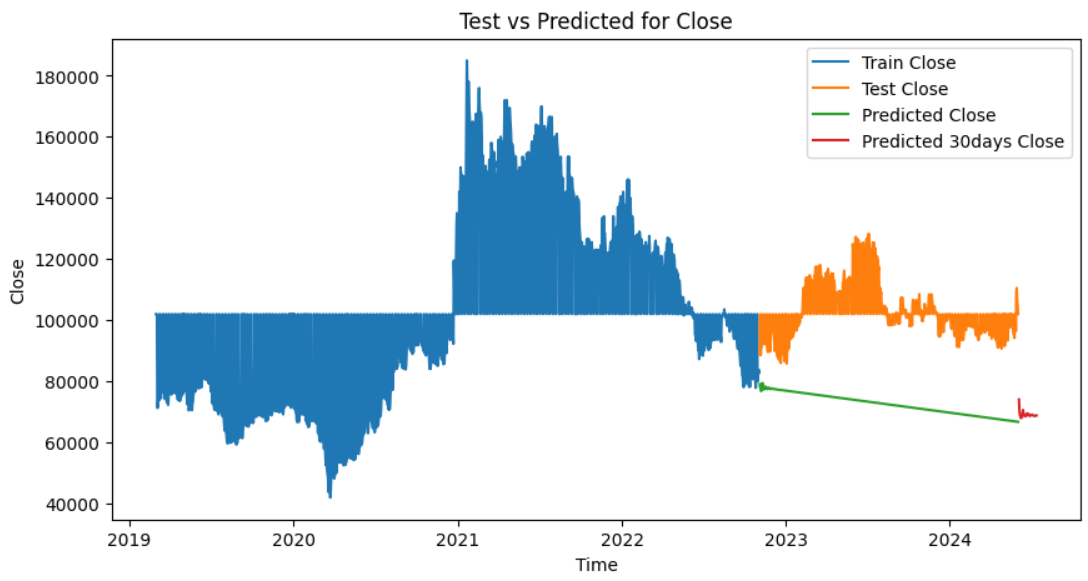 Test vs Predicted for Close
Train Close
Test Close
Predicted Close
Predicted 30days Close
180000
160000
140000
120000
100000
80000
60000
40000
Close
2019 2020 2021 2022 2023 2024
Time